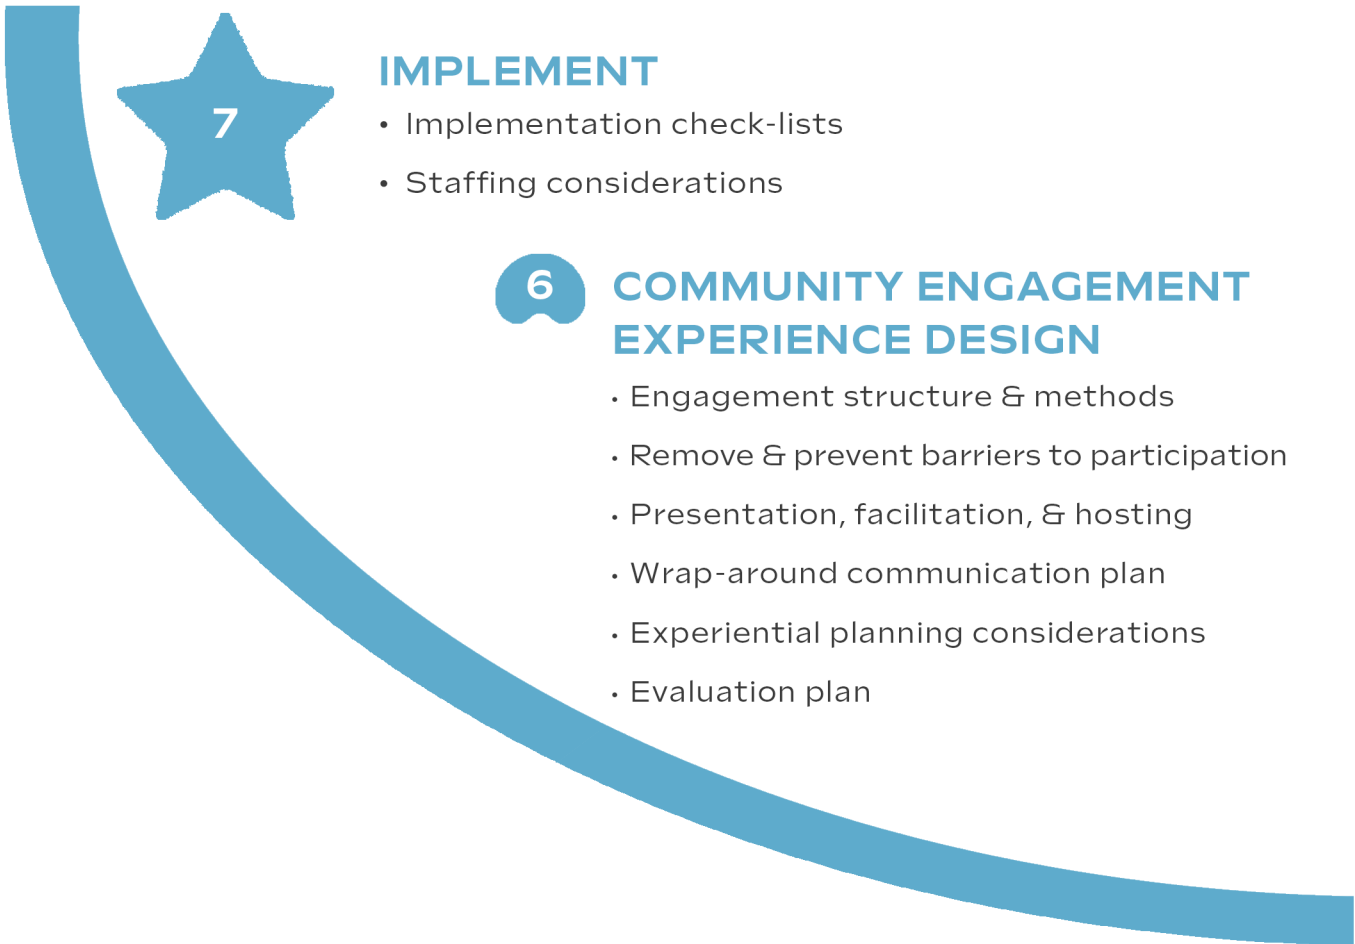 7
IMPLEMENT
• Implementation check-lists
• Staffing considerations
6
COMMUNITY ENGAGEMENT
EXPERIENCE DESIGN
• Engagement structure & methods
• Remove & prevent barriers to participation
• Presentation, facilitation, & hosting
• Wrap-around communication plan
• Experiential planning considerations
• Evaluation plan